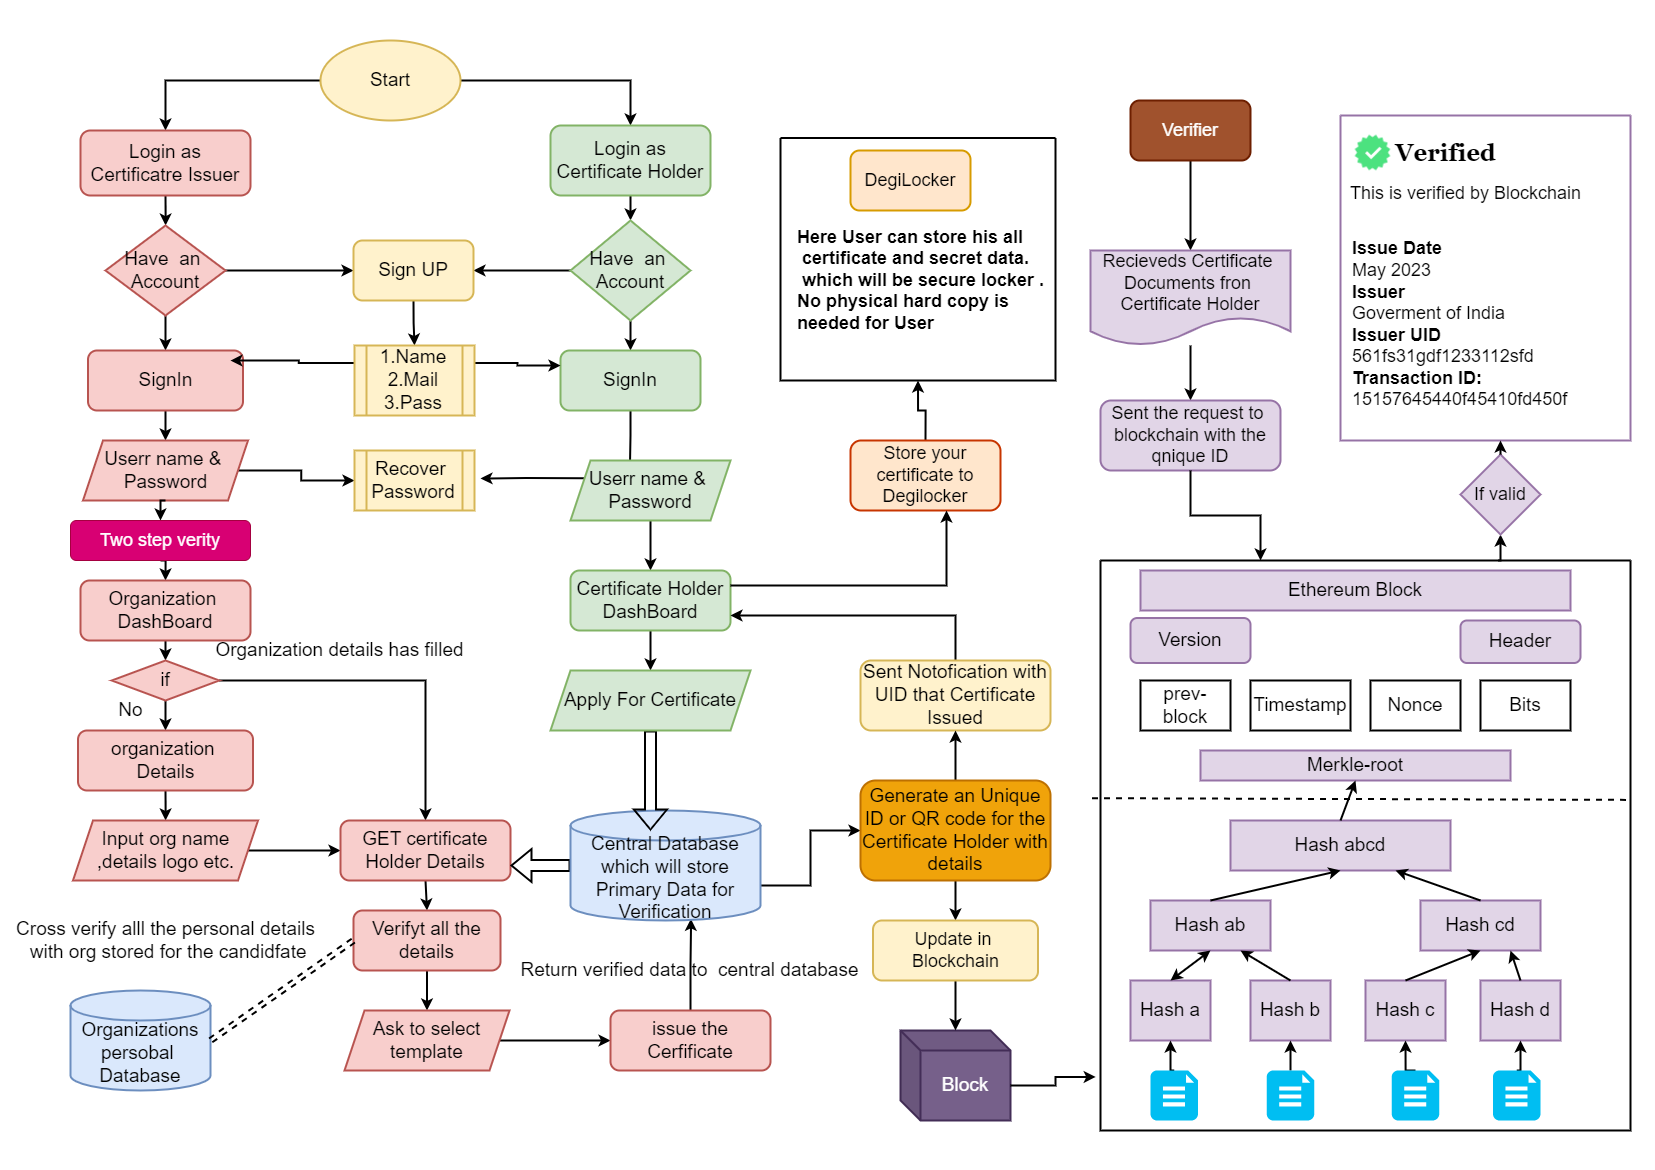 Start
Login as
Certificatre Issuer
Login as
Certificate Holder
Have  an
Account
Sign UP
Have  an
Account
SignIn
1.Name
2.Mail
3.Pass
SignIn
Userr name &
Password
Recover
Password
Userr name &
Password
Two step verity
Organization
DashBoard
Certificate Holder
DashBoard
Organization details has filled
if
No
Apply For Certificate
organization
Details
Input org name
,details logo etc.
GET certificate
Holder Details
Central Database
which will store
Primary Data for
Verification
Cross verify alll the personal details
with org stored for the candidfate
Verifyt all the
details
Return verified data to  central database
Organizations
persobal
Database
Ask to select
template
issue the
Cerfificate
DegiLocker
Here User can store his all
certificate and secret data.
which will be secure locker .
No physical hard copy is
needed for User
Store your
certificate to
Degilocker
Sent Notofication with
UID that Certificate
Issued
Generate an Unique
ID or QR code for the
Certificate Holder with
details
Update in
Blockchain
Block
Verifier
Recieveds Certificate
Documents fron
Certificate Holder
Sent the request to
blockchain with the
qnique ID
Verified
This is verified by Blockchain
Issue Date
May 2023
Issuer
Goverment of India
Issuer UID
561fs31gdf1233112sfd
Transaction ID:
15157645440f45410fd450f
If valid
Ethereum Block
Version
Header
prev-
block
Timestamp
Nonce
Bits
Merkle-root
Hash abcd
Hash ab
Hash cd
Hash a
Hash b
Hash c
Hash d